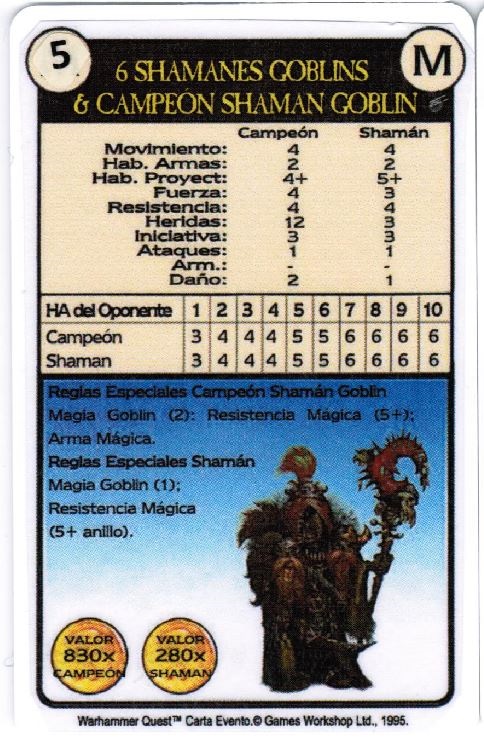 5
M
6 SHAMANES GOBLINS
& CAMPEÓN SHAMAN GOBLIN
Campeón Shamán
Movimiento: 4 4
Hab. Armas: 2 2
Hab. Proyect: 4+ 5+
Fuerza: 4 3
Resistencia: 4 4
Heridas: 12 3
Iniciativa: 3 3
Ataques: 1 1
Arm.: - -
Daño: 2 1
HA del Oponente 1 2 3 4 5 6 7 8 9 10
Campeón 3 4 4 4 5 5 6 6 6 6
Shaman 3 4 4 4 5 5 6 6 6 6
Reglas Especiales Campeón Shamán Goblin
Magia Goblin (2): Resistencia Mágica (5+);
Arma Mágica.
Reglas Especiales Shamán
Magia Goblin (1);
Resistencia Mágica
(5+ anillo).
VALOR
830x
CAMPEÓN
VALOR
280x
SHAMAN
Warhammer Quest™ Carta Evento.© Games Workshop Ltd., 1995.